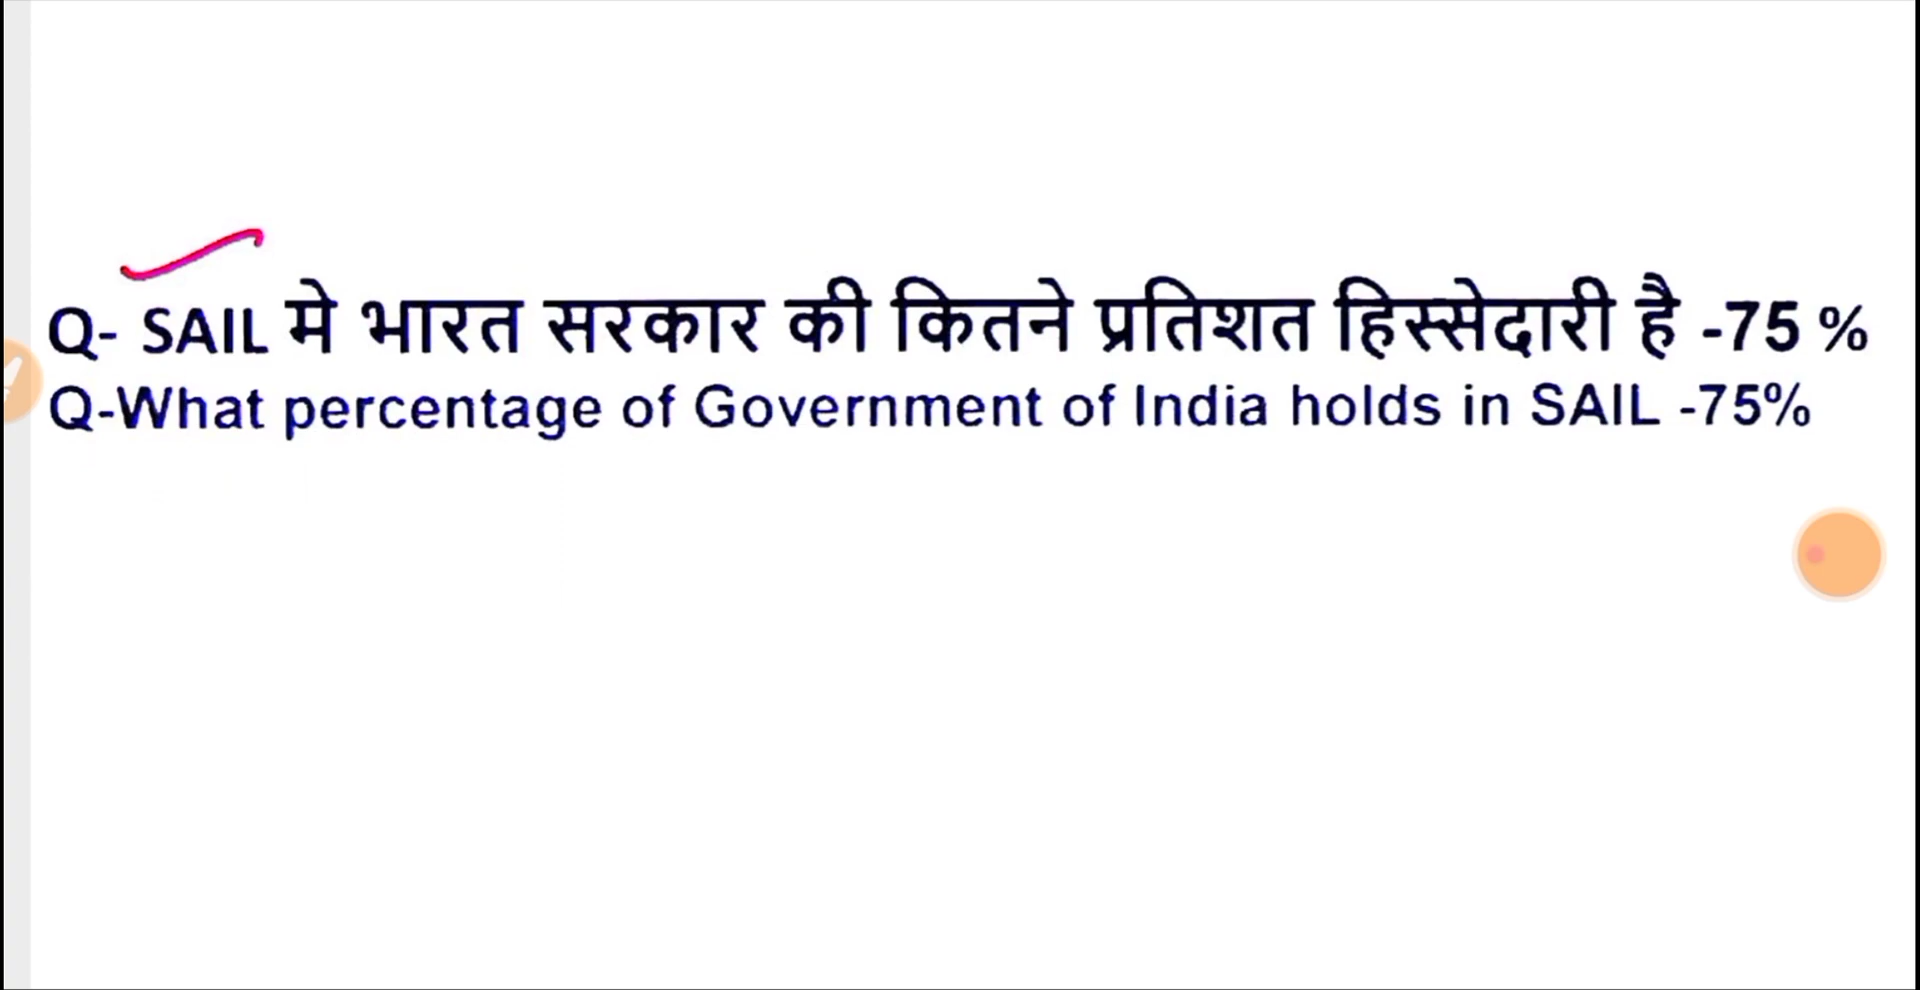 Q- SAIL मे भारत सरकार की कितने प्रतिशत हिस्सेदारी है -75 %
Q-What percentage of Government of India holds in SAIL -75%